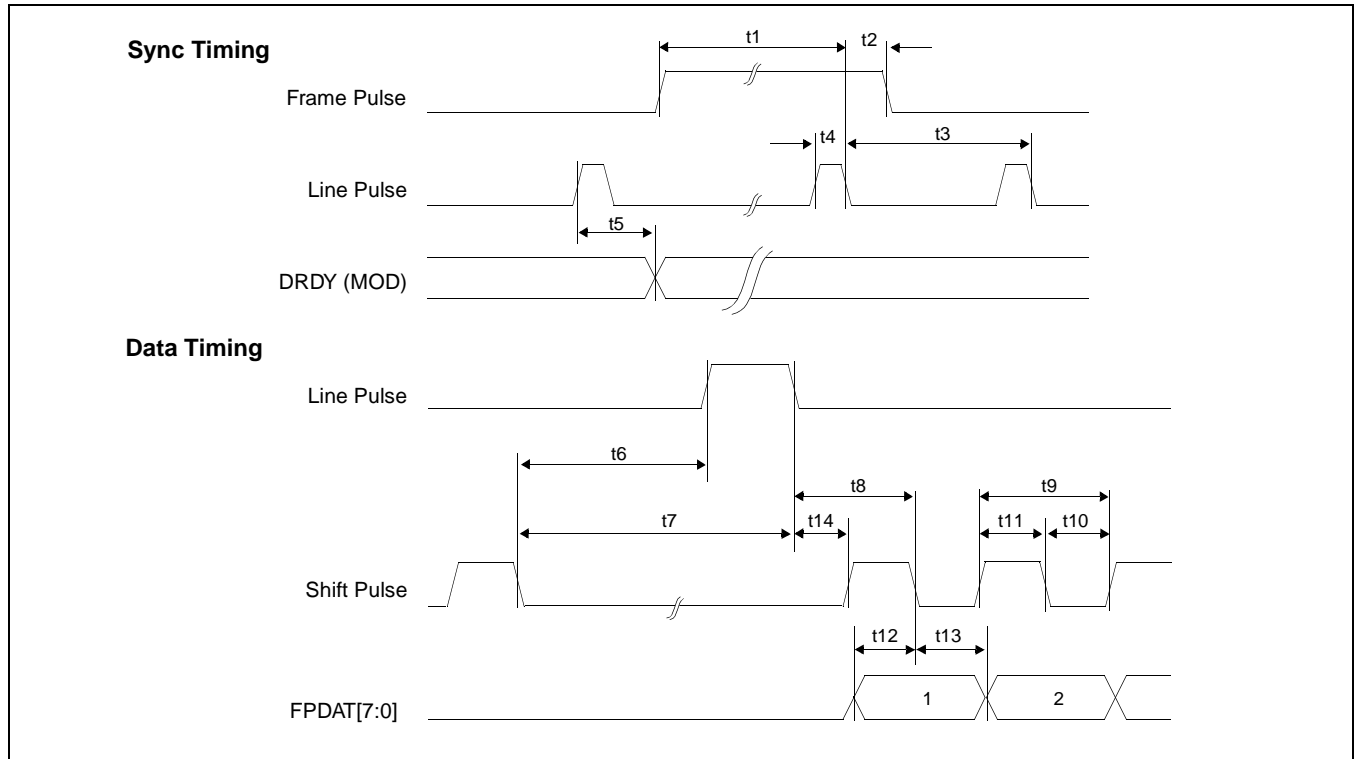 Sync Timing
t1
t2
Frame Pulse
t4
t3
Line Pulse
t5
DRDY (MOD)
Data Timing
Line Pulse
t6
t8
t9
t7
t14
t11
t10
Shift Pulse
t12
t13
FPDAT[7:0]
1
2